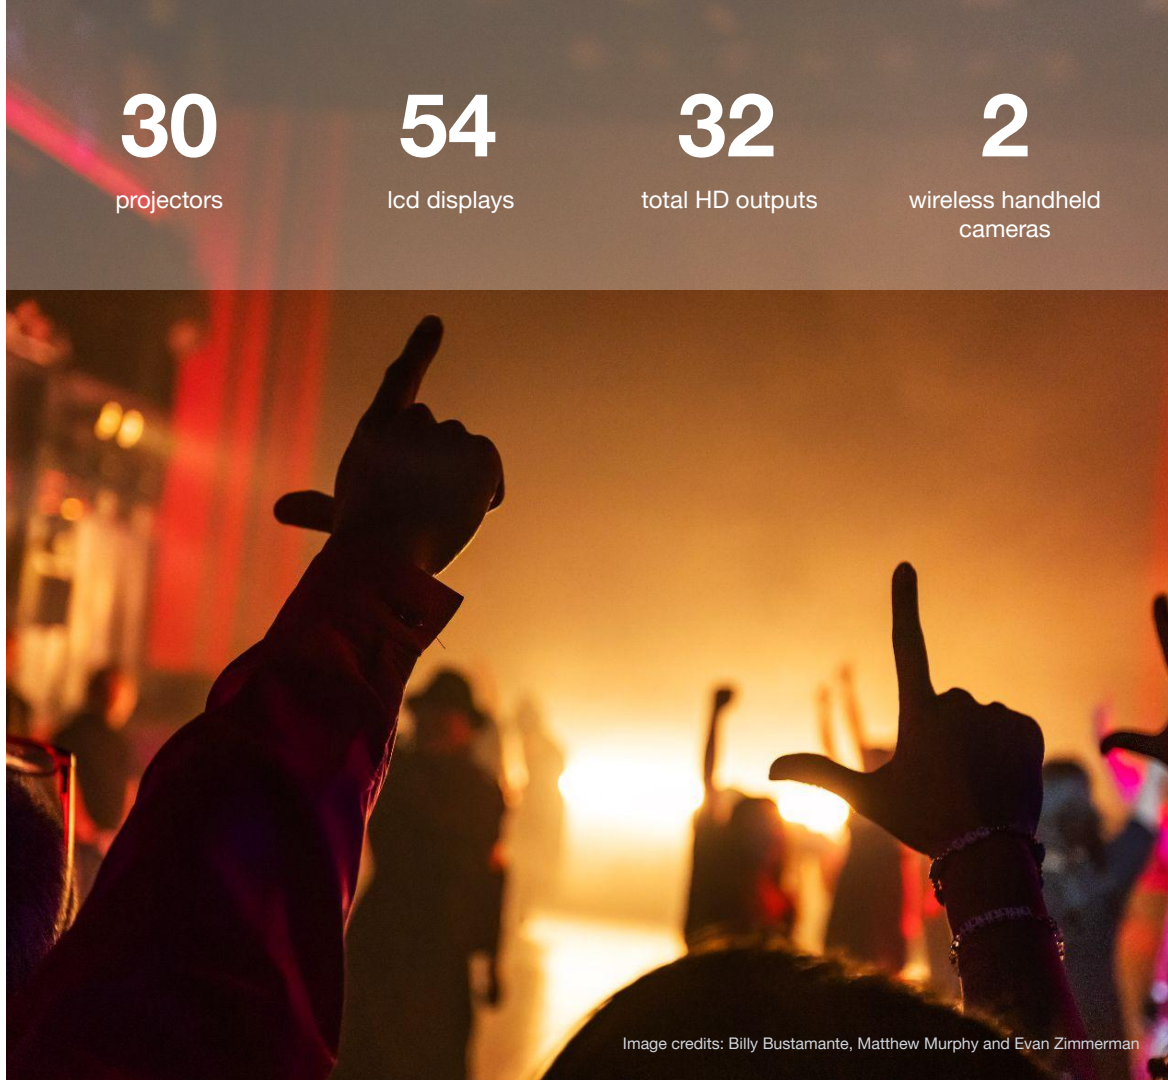 30
projectors
54
lcd displays
32
total HD outputs
2
wireless handheld
cameras
Image credits: Billy Bustamante, Matthew Murphy and Evan Zimmerman